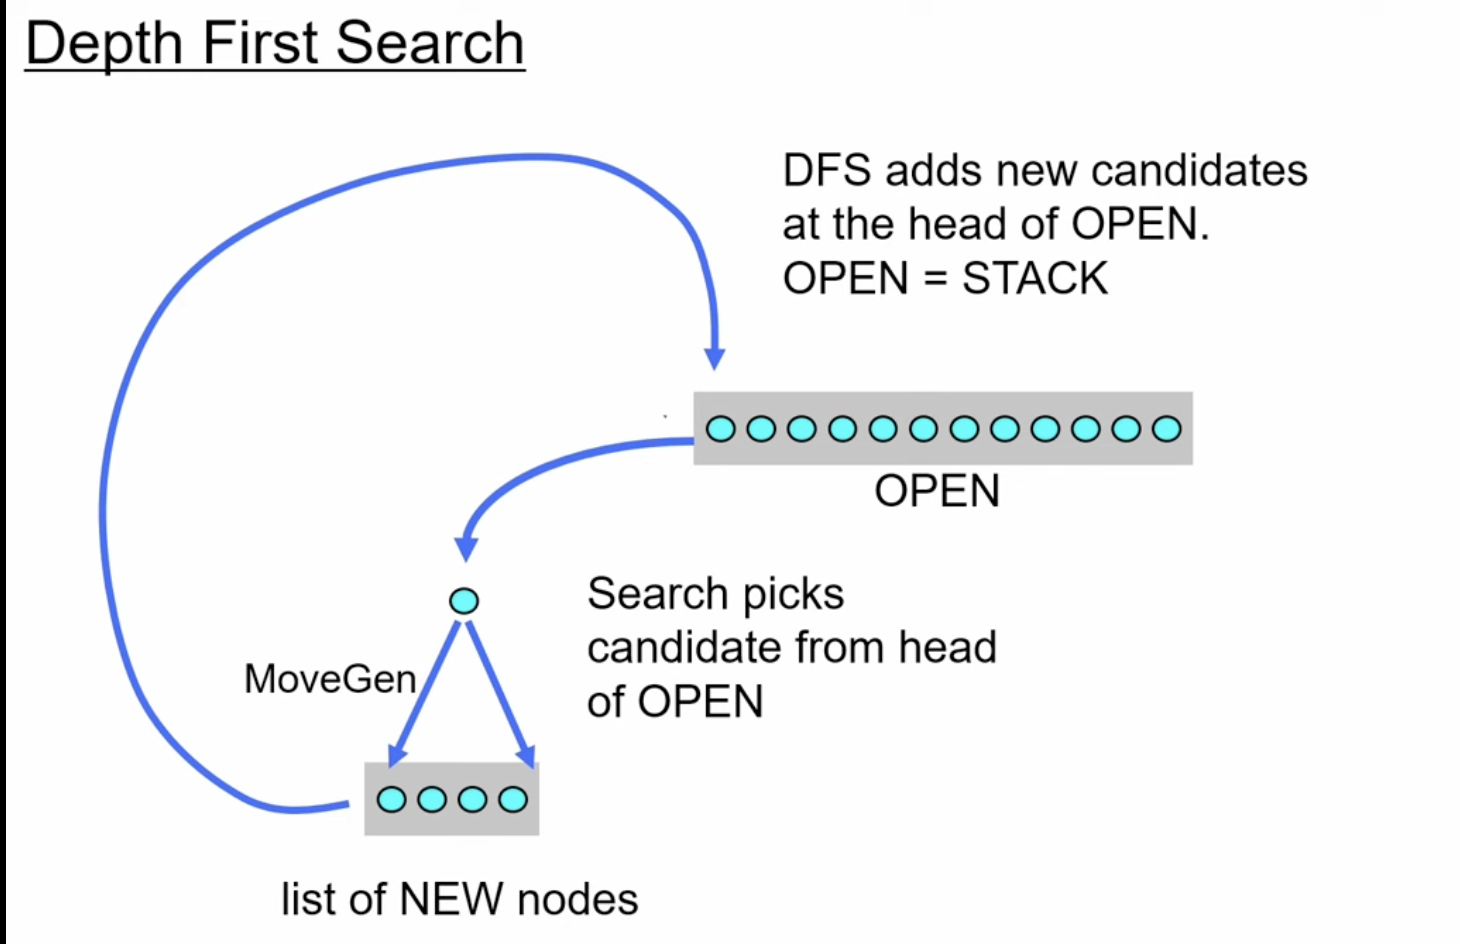 Depth First Search
DFS adds new candidates
at the head of OPEN.
OPEN = STACK
OPEN
Search picks
candidate from head
of OPEN
MoveGen
list of NEW nodes